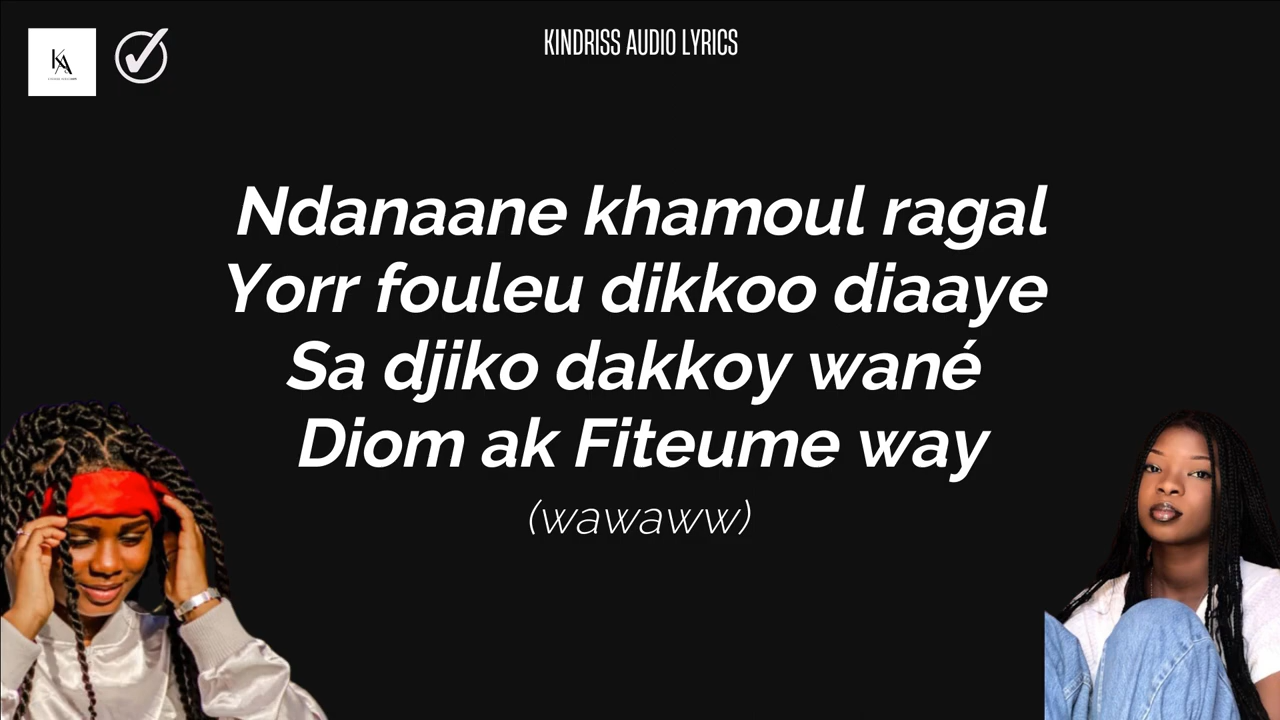 KINDRISS AUDIO LYRICS
KA
Ndanaane khamoul ragal
Yorr fouleu dikkoo diaaye
Sa djiko dakkoy wané
Diom ak Fiteume way
(wawaww)